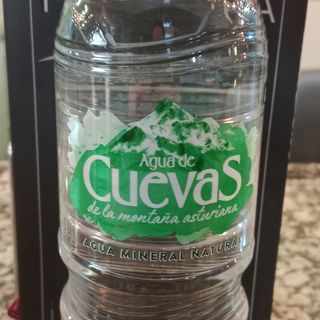 Agua de
Cuevas
de la montaña asturiana
AGUA MINERAL NATURAL